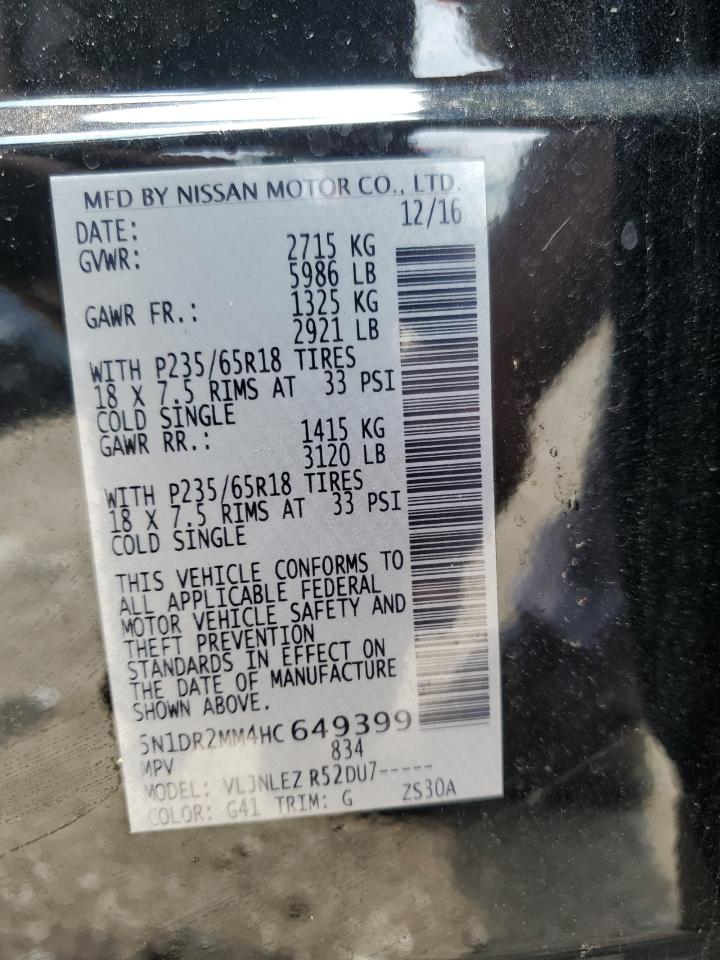 MFD BY NISSAN MOTOR CO., LTD.
DATE: 12/16
GVWR: 2715 KG
5986 LB
GAWR FR.: 1325 KG
2921 LB
WITH P235/65R18 TIRES
18 X 7.5 RIMS AT 33 PSI
COLD SINGLE
GAWR RR.: 1415 KG
3120 LB
WITH P235/65R18 TIRES
18 X 7.5 RIMS AT 33 PSI
COLD SINGLE
THIS VEHICLE CONFORMS TO
ALL APPLICABLE FEDERAL
MOTOR VEHICLE SAFETY AND
THEFT PREVENTION
STANDARDS IN EFFECT ON
THE DATE OF MANUFACTURE
SHOWN ABOVE.
5N1DR2MM4HC649399
MPV 834
MODEL: VLJNLEZ R52DU7-----
COLOR: G41 TRIM: G ZS30A